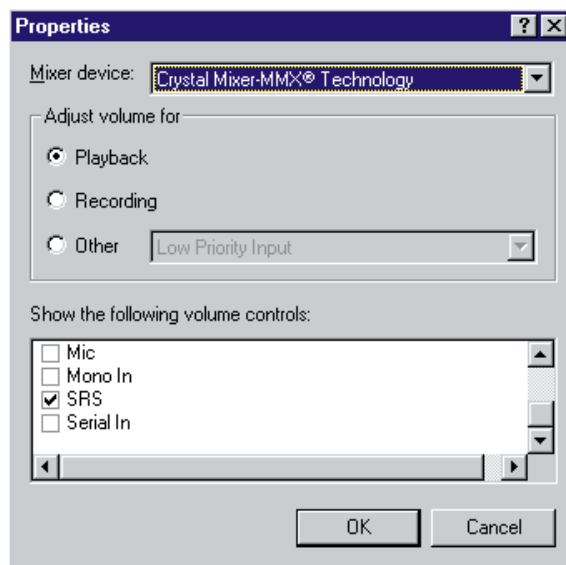 Properties
Mixer device: Crystal Mixer-MMX® Technology
Adjust volume for
Playback
Recording
Other Low Priority Input
Show the following volume controls:
Mic
Mono In
SRS
Serial In
OK Cancel